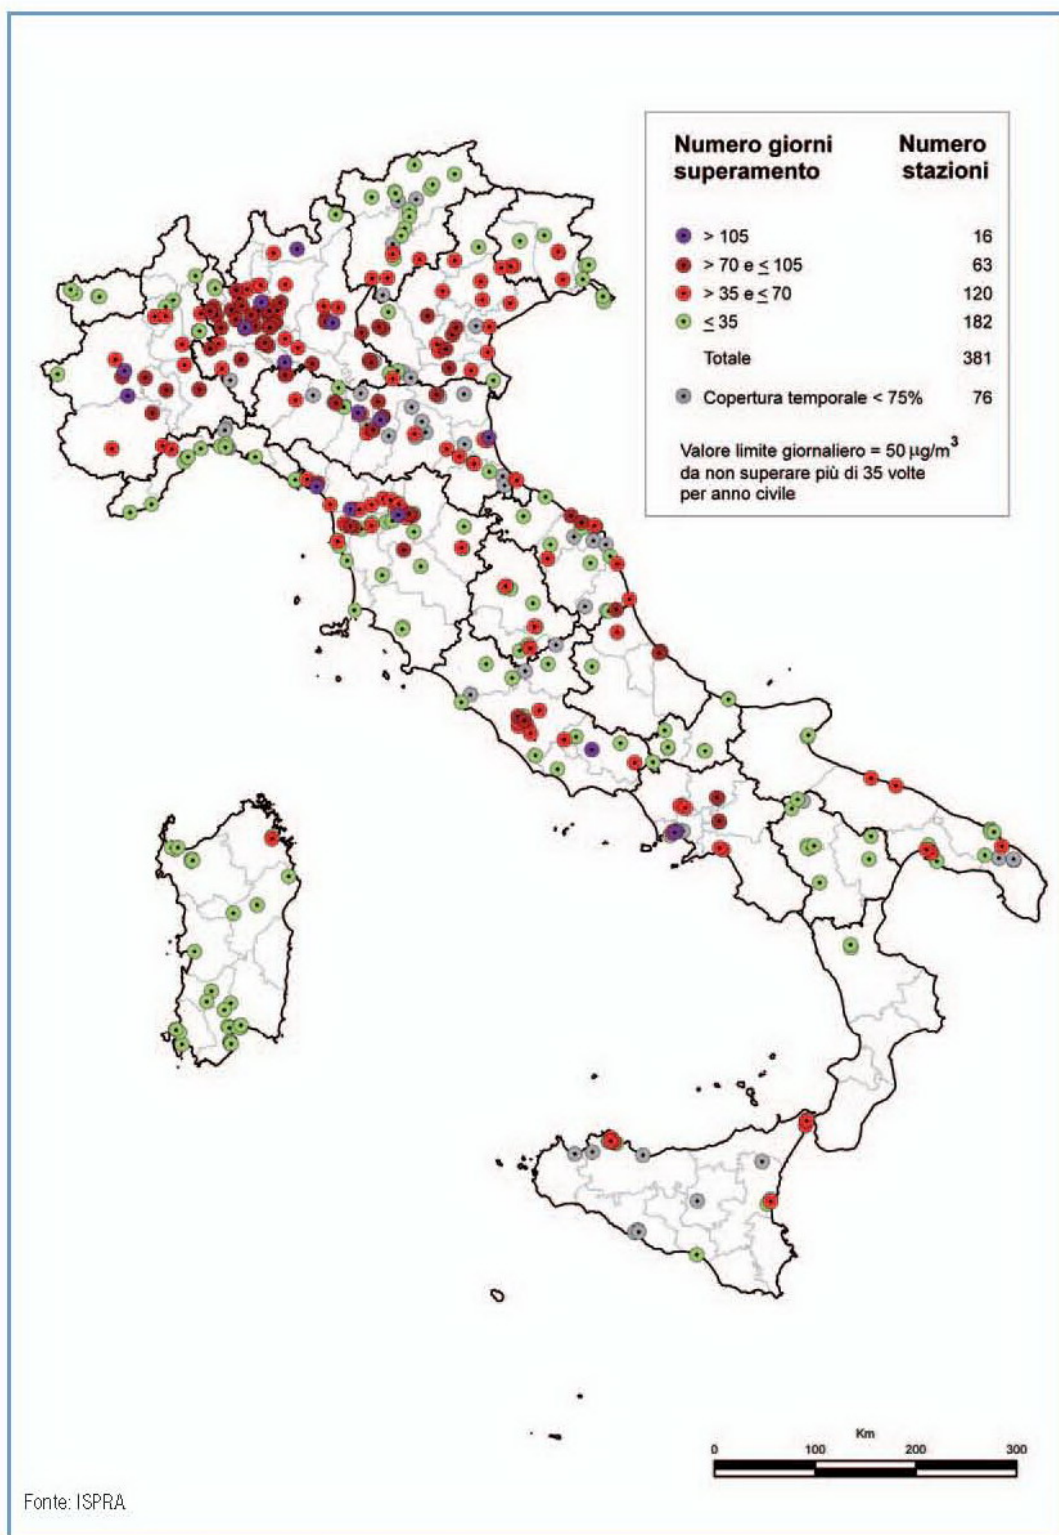 Numero giorni superamento Numero stazioni
> 105 16
> 70 e ≤ 105 63
> 35 e ≤ 70 120
≤ 35 182
Totale 381
Copertura temporale < 75% 76
Valore limite giornaliero = 50 µg/m³
da non superare più di 35 volte
per anno civile
Km
0 100 200 300
Fonte: ISPRA